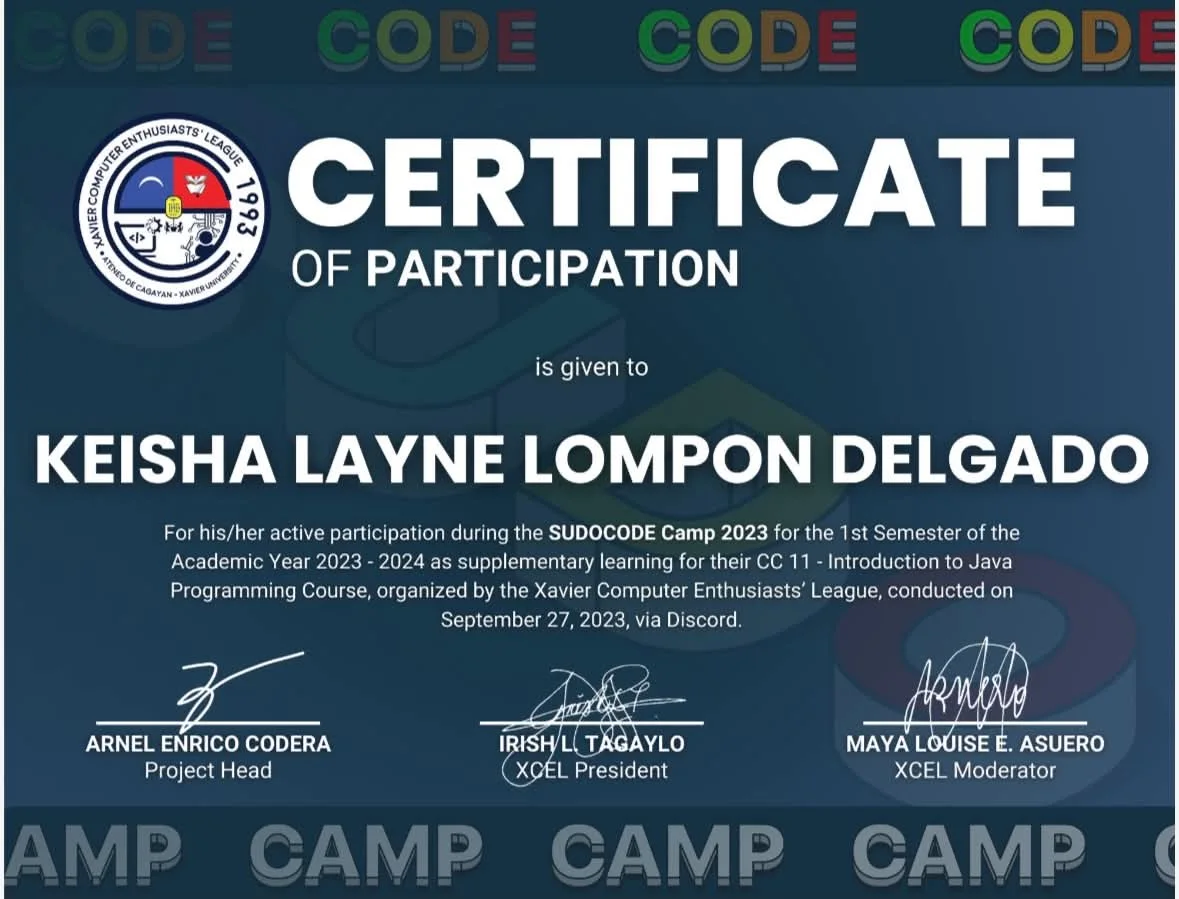 CODE CODE CODE CODE
XAVIER COMPUTER ENTHUSIASTS' LEAGUE 1993
• ATENEO DE CAGAYAN - XAVIER UNIVERSITY •
</>
IHS
CERTIFICATE
OF PARTICIPATION
is given to
KEISHA LAYNE LOMPON DELGADO
For his/her active participation during the SUDOCODE Camp 2023 for the 1st Semester of the
Academic Year 2023 - 2024 as supplementary learning for their CC 11 - Introduction to Java
Programming Course, organized by the Xavier Computer Enthusiasts' League, conducted on
September 27, 2023, via Discord.
ARNEL ENRICO CODERA IRISH L. TAGAYLO MAYA LOUISE E. ASUERO
Project Head XCEL President XCEL Moderator
AMP CAMP CAMP CAMP C